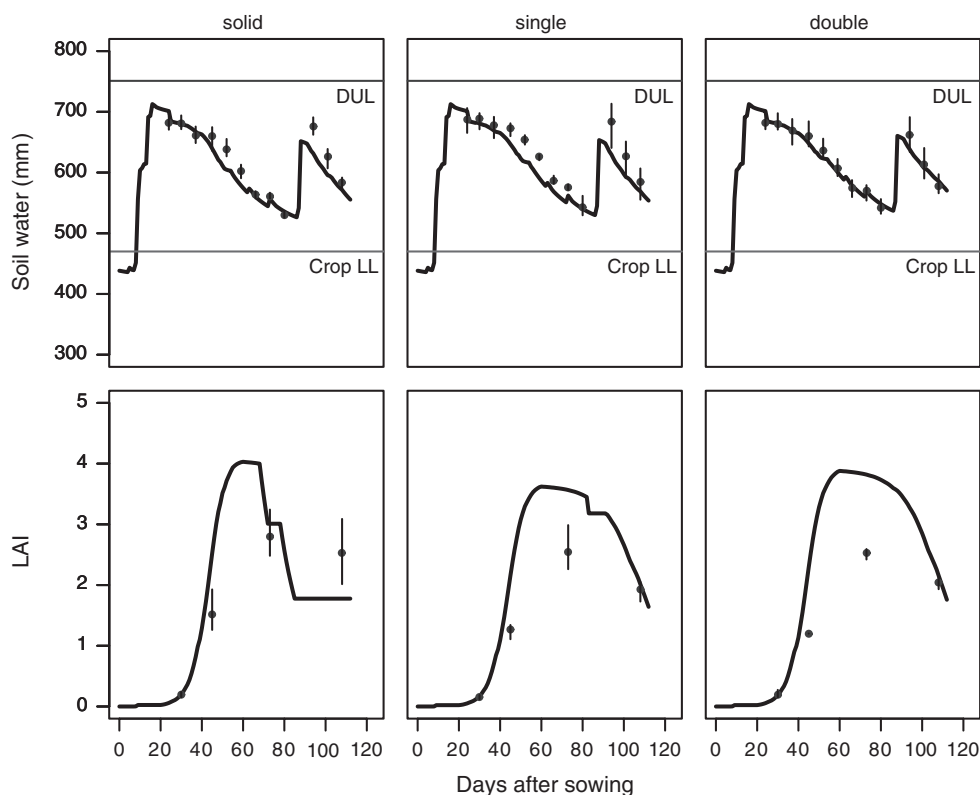 solid single double
800
700
600
500
400
300
Soil water (mm)
DUL DUL DUL
Crop LL Crop LL Crop LL
5
4
3
2
1
0
LAI
0 20 40 60 80 100 120 0 20 40 60 80 100 120 0 20 40 60 80 100 120
Days after sowing